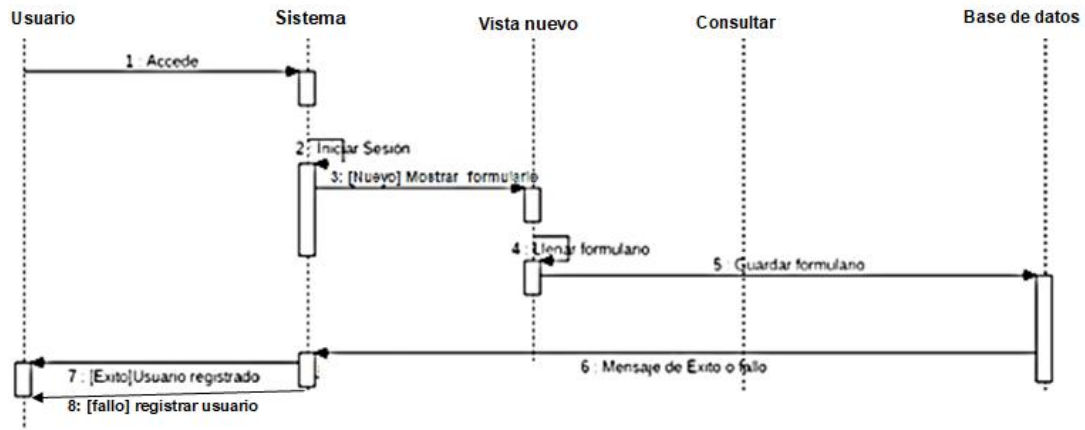 Usuario
Sistema
Vista nuevo
Consultar
Base de datos
1 : Accede
2 : Iniciar Sesión
3: [Nuevo] Mostrar formulario
4 : Llenar formulario
5 : Guardar formulario
6 : Mensaje de Exito o fallo
7 : [Exito]Usuario registrado
8: [fallo] registrar usuario